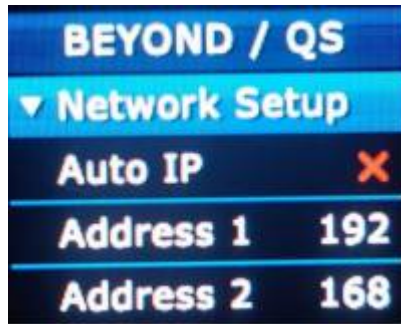 BEYOND / QS
▼ Network Setup
Auto IP ✕
Address 1 192
Address 2 168